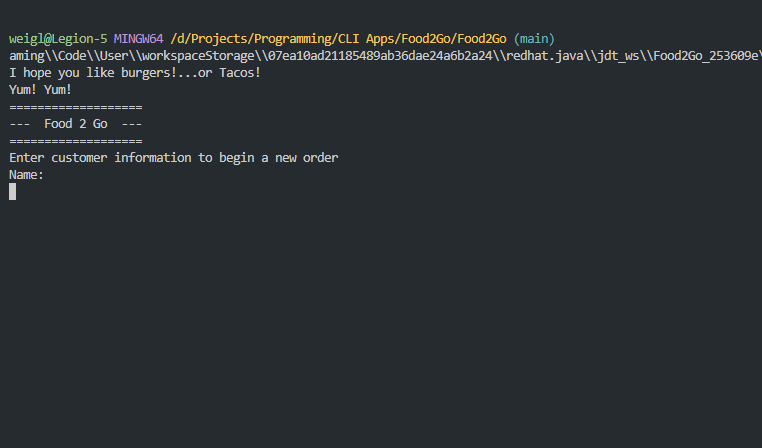 weigl@Legion-5 MINGW64 /d/Projects/Programming/CLI Apps/Food2Go/Food2Go (main)
aming\\Code\\User\\workspaceStorage\\07ea10ad21185489ab36dae24a6b2a24\\redhat.java\\jdt_ws\\Food2Go_253609e\
I hope you like burgers!...or Tacos!
Yum! Yum!
===================
---  Food 2 Go  ---
===================
Enter customer information to begin a new order
Name: